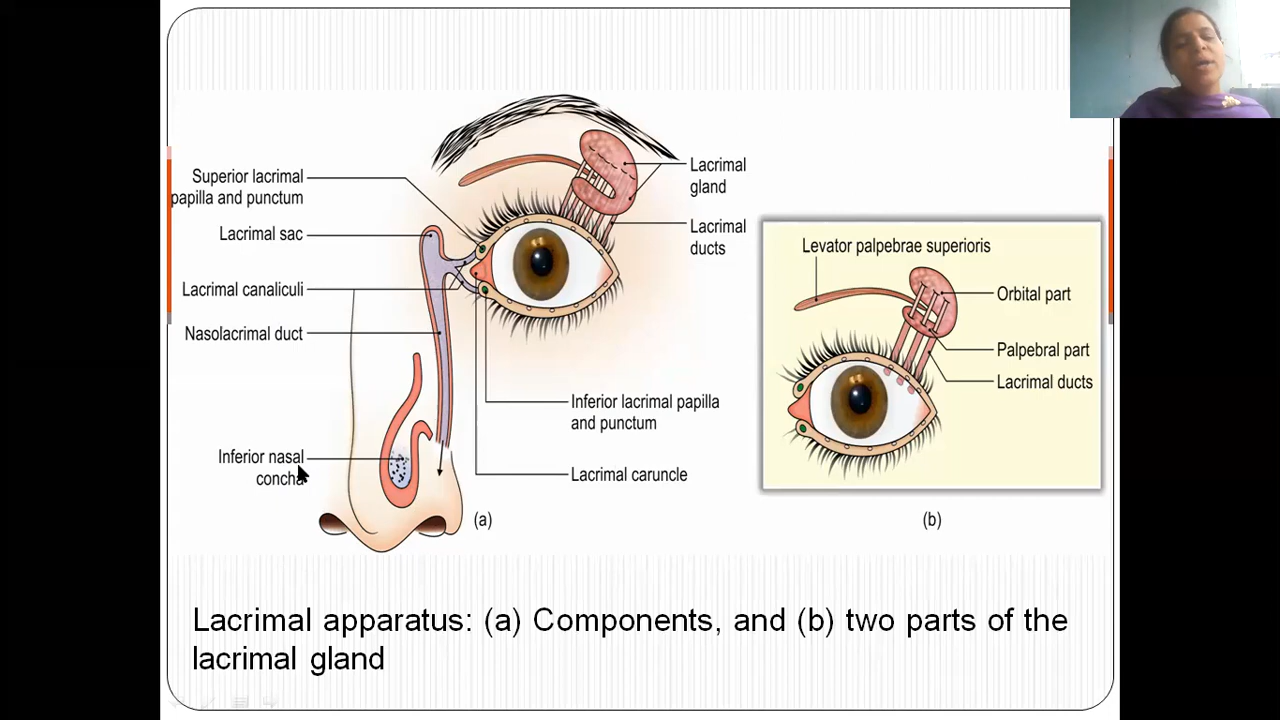 Superior lacrimal
papilla and punctum
Lacrimal sac
Lacrimal canaliculi
Nasolacrimal duct
Inferior nasal
concha
Lacrimal
gland
Lacrimal
ducts
Inferior lacrimal papilla
and punctum
Lacrimal caruncle
(a)
Levator palpebrae superioris
Orbital part
Palpebral part
Lacrimal ducts
(b)
Lacrimal apparatus: (a) Components, and (b) two parts of the
lacrimal gland